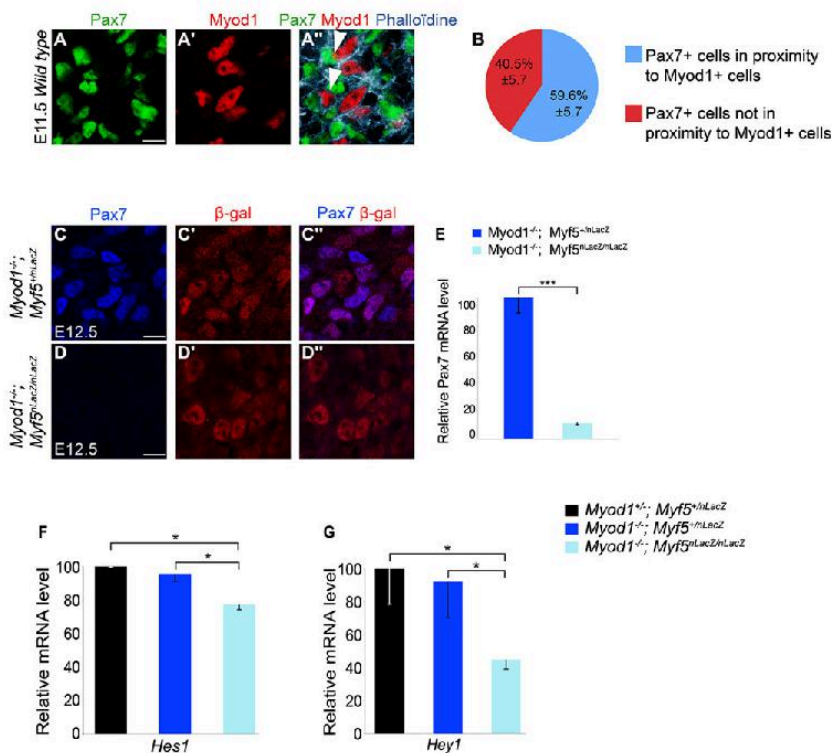 Pax7
Myod1
Pax7 Myod1 Phalloïdine
E11.5 Wild type
A
A'
A"
B
40.5%
±5.7
59.6%
±5.7
Pax7+ cells in proximity
to Myod1+ cells
Pax7+ cells not in
proximity to Myod1+ cells
Pax7
β-gal
Pax7 β-gal
Myod1-/-;
Myf5+/nLacZ
C
C'
C"
E12.5
Myod1-/-;
Myf5nLacZ/nLacZ
D
D'
D"
E12.5
E
Myod1-/-; Myf5+/nLacZ
Myod1-/-; Myf5nLacZ/nLacZ
Relative Pax7 mRNA level
100
80
60
40
20
0
***
Myod1+/-; Myf5+/nLacZ
Myod1-/-; Myf5+/nLacZ
Myod1-/-; Myf5nLacZ/nLacZ
F
Relative mRNA level
100
80
60
40
20
0
*
*
Hes1
G
Relative mRNA level
100
80
60
40
20
0
*
*
Hey1